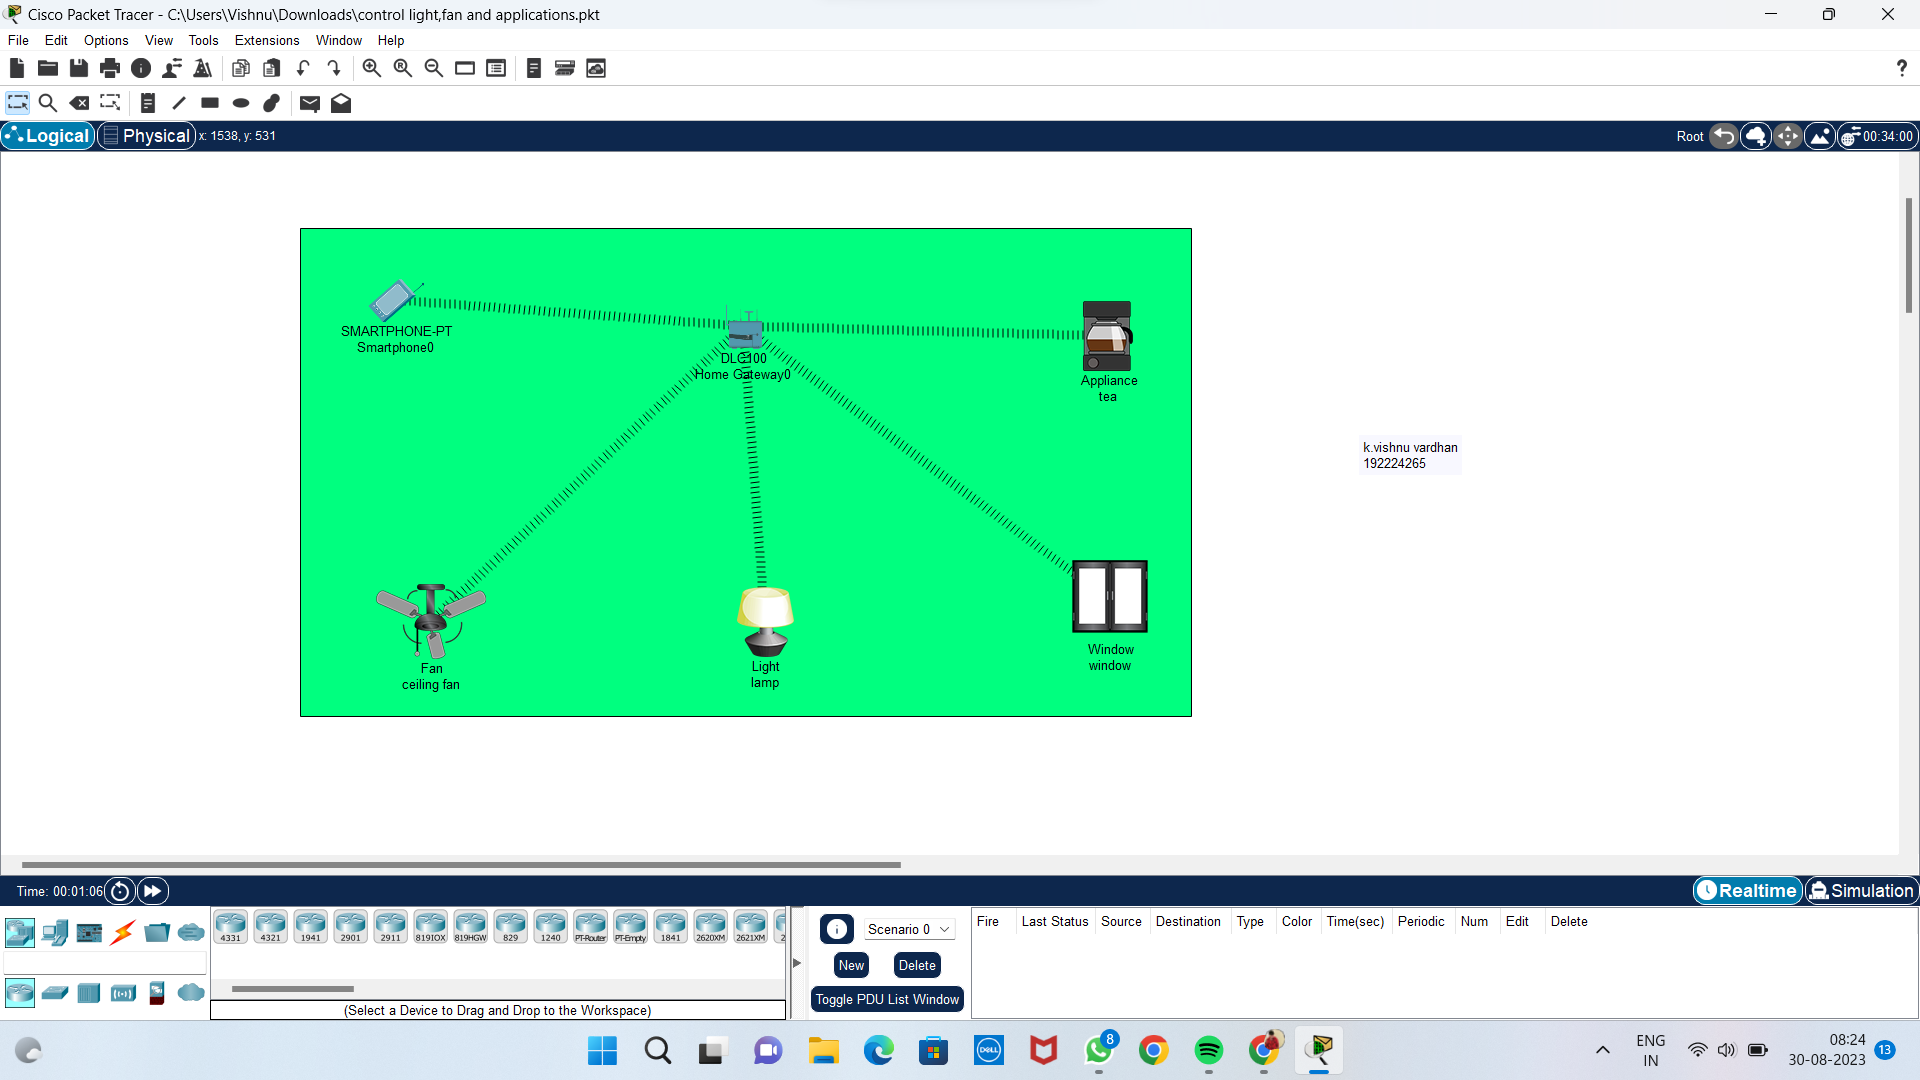 Cisco Packet Tracer - C:\Users\Vishnu\Downloads\control light,fan and applications.pkt
File Edit Options View Tools Extensions Window Help
?
Logical Physical x: 1538, y: 531 Root 00:34:00
SMARTPHONE-PT
Smartphone0
DLC100
Home Gateway0
Appliance
tea
k.vishnu vardhan
192224265
Fan
ceiling fan
Light
lamp
Window
window
Time: 00:01:06 Realtime Simulation
4331 4321 1941 2901 2911 819IOX 819HGW 829 1240 PT-Router PT-Empty 1841 2620XM 2621XM 2
(Select a Device to Drag and Drop to the Workspace)
Scenario 0
New Delete
Toggle PDU List Window
Fire Last Status Source Destination Type Color Time(sec) Periodic Num Edit Delete
DELL
8
ENG
IN
08:24
30-08-2023
13